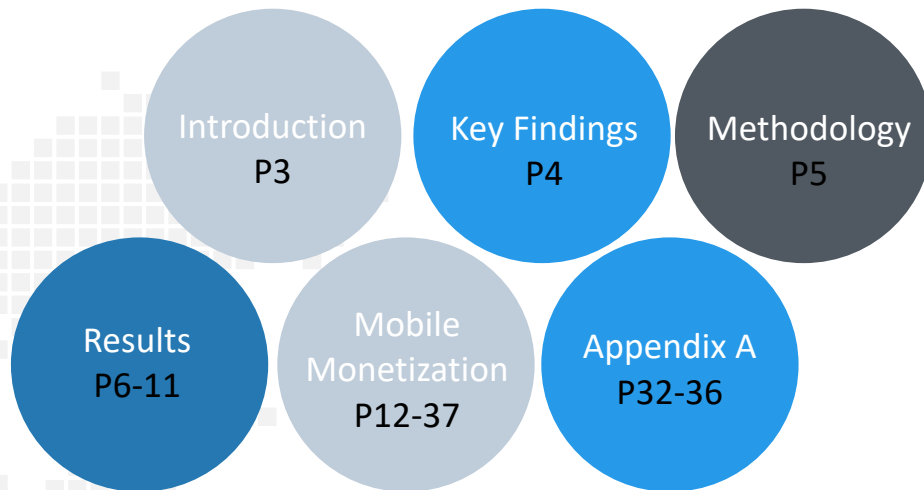 Introduction
P3
Key Findings
P4
Methodology
P5
Results
P6-11
Mobile
Monetization
P12-37
Appendix A
P32-36